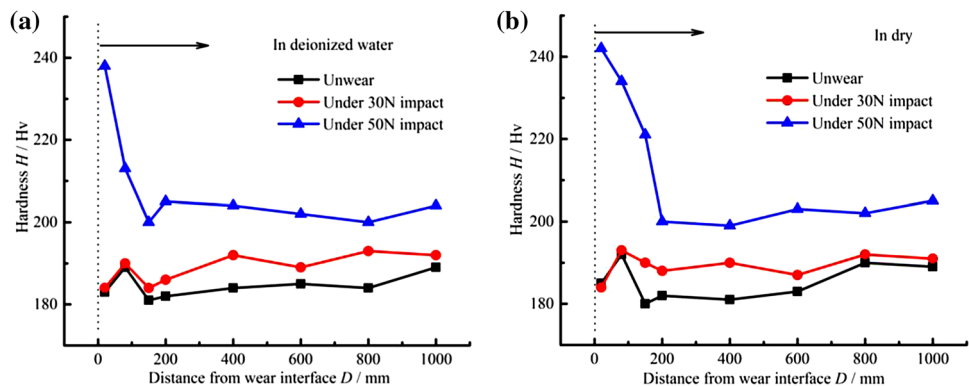 (a)
In deionized water
Unwear
Under 30N impact
Under 50N impact
Hardness H / Hv
240
220
200
180
0
200
400
600
800
1000
Distance from wear interface D / mm
(b)
In dry
Unwear
Under 30N impact
Under 50N impact
Hardness H / Hv
240
220
200
180
0
200
400
600
800
1000
Distance from wear interface D / mm